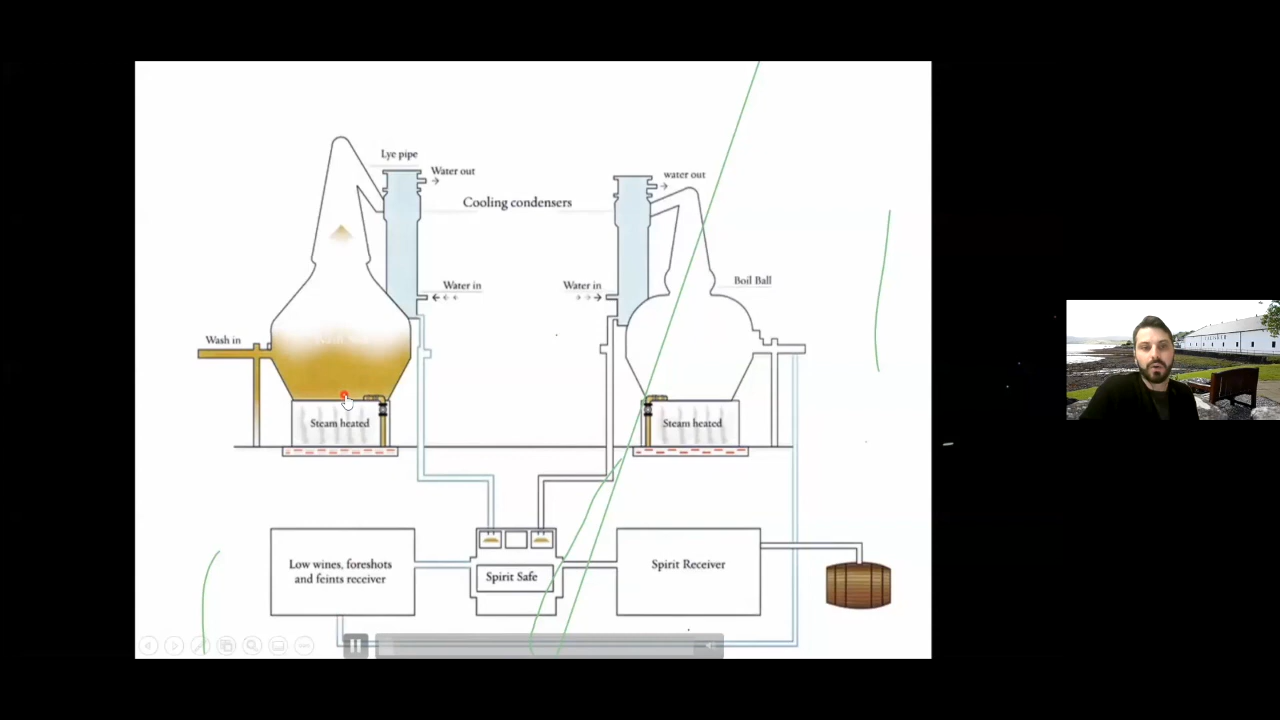 Lye pipe
Water out
water out
Cooling condensers
Water in
Water in
Boil Ball
Wash in
Steam heated
Steam heated
Low wines, foreshots
and feints receiver
Spirit Safe
Spirit Receiver